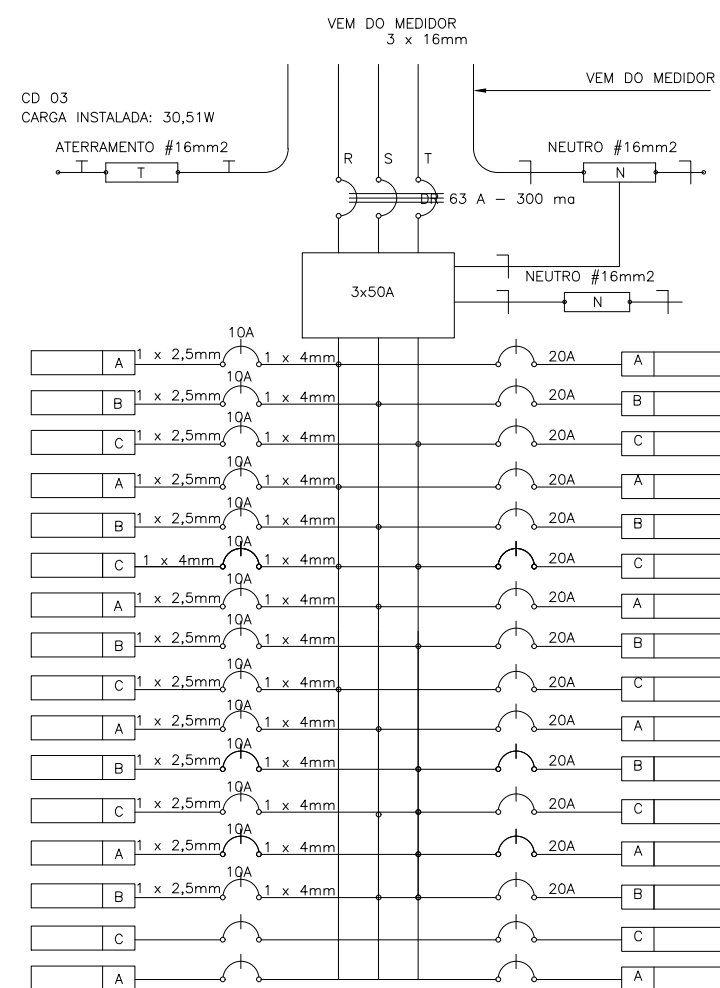 VEM DO MEDIDOR
3 x 16mm
VEM DO MEDIDOR
CD 03
CARGA INSTALADA: 30,51W
ATERRAMENTO #16mm2
NEUTRO #16mm2
R S T
T
N
DR 63 A - 300 ma
NEUTRO #16mm2
3x50A
N
10A
A 1 x 2,5mm 1 x 4mm 20A A
10A
B 1 x 2,5mm 1 x 4mm 20A B
10A
C 1 x 2,5mm 1 x 4mm 20A C
10A
A 1 x 2,5mm 1 x 4mm 20A A
10A
B 1 x 2,5mm 1 x 4mm 20A B
10A
C 1 x 4mm 1 x 4mm 20A C
10A
A 1 x 2,5mm 1 x 4mm 20A A
10A
B 1 x 2,5mm 1 x 4mm 20A B
10A
C 1 x 2,5mm 1 x 4mm 20A C
10A
A 1 x 2,5mm 1 x 4mm 20A A
10A
B 1 x 2,5mm 1 x 4mm 20A B
10A
C 1 x 2,5mm 1 x 4mm 20A C
10A
A 1 x 2,5mm 1 x 4mm 20A A
10A
B 1 x 2,5mm 1 x 4mm 20A B
C C
A A